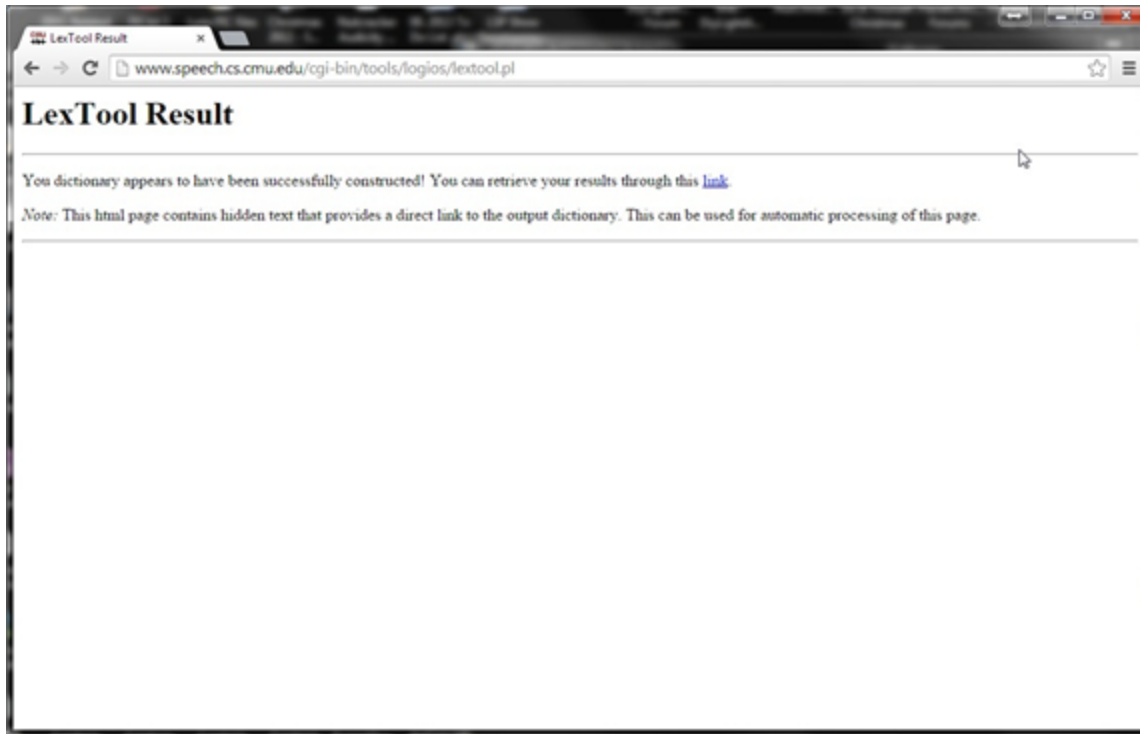 LexTool Result
www.speech.cs.cmu.edu/cgi-bin/tools/logios/lextool.pl
LexTool Result
You dictionary appears to have been successfully constructed! You can retrieve your results through this link.
Note: This html page contains hidden text that provides a direct link to the output dictionary. This can be used for automatic processing of this page.